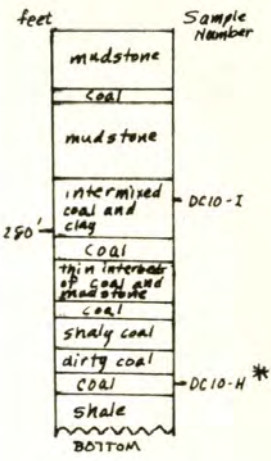 feet
Sample
Number
mudstone
coal
mudstone
intermixed
coal and
clay
DC10-I
280'
coal
thin interbeds
of coal and
mudstone
coal
shaly coal
dirty coal
coal
DC10-H *
shale
BOTTOM